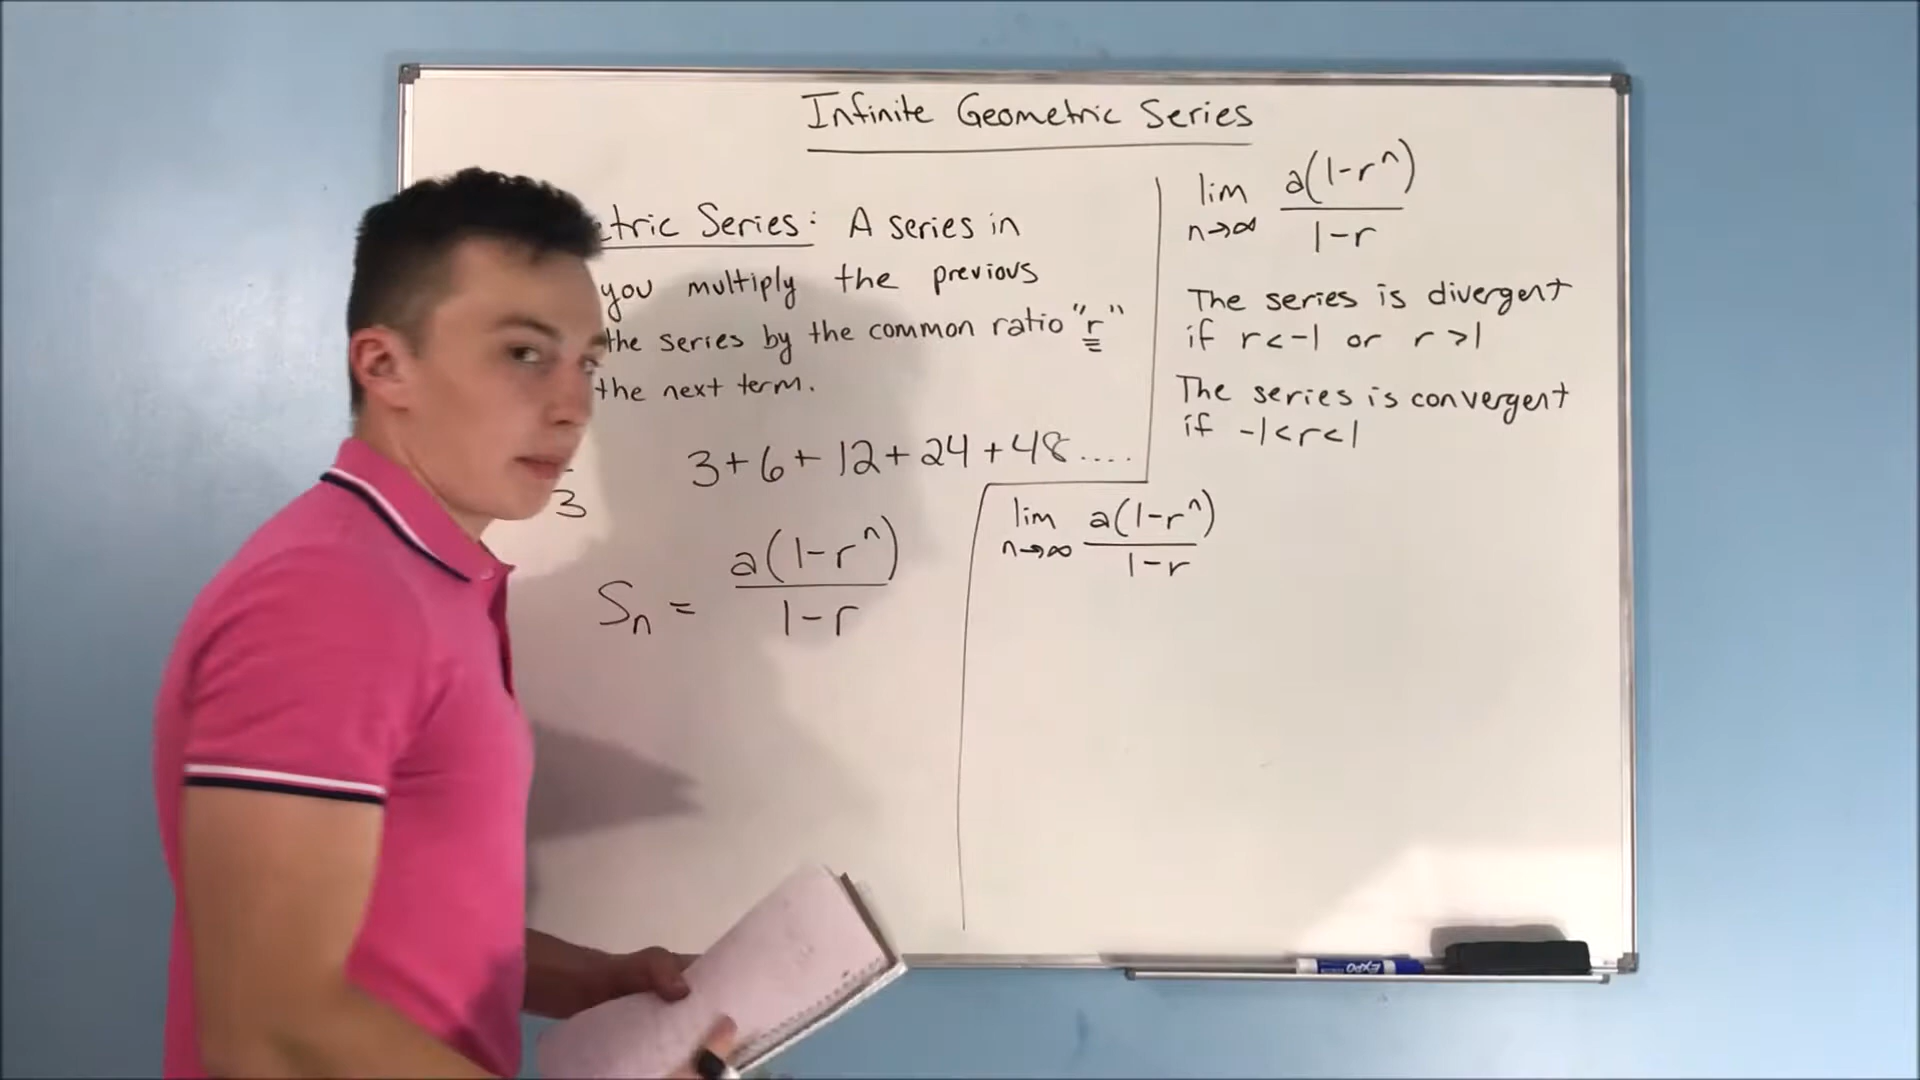 Infinite Geometric Series
etric Series: A series in
you multiply the previous
the series by the common ratio "r"
the next term.
3+6+12+24+48....
3
Sn = a(1-r^n) / 1-r
lim n→∞ a(1-r^n) / 1-r
The series is divergent
if r<-1 or r>1
The series is convergent
if -1<r<1
lim n→∞ a(1-r^n) / 1-r
EXPO